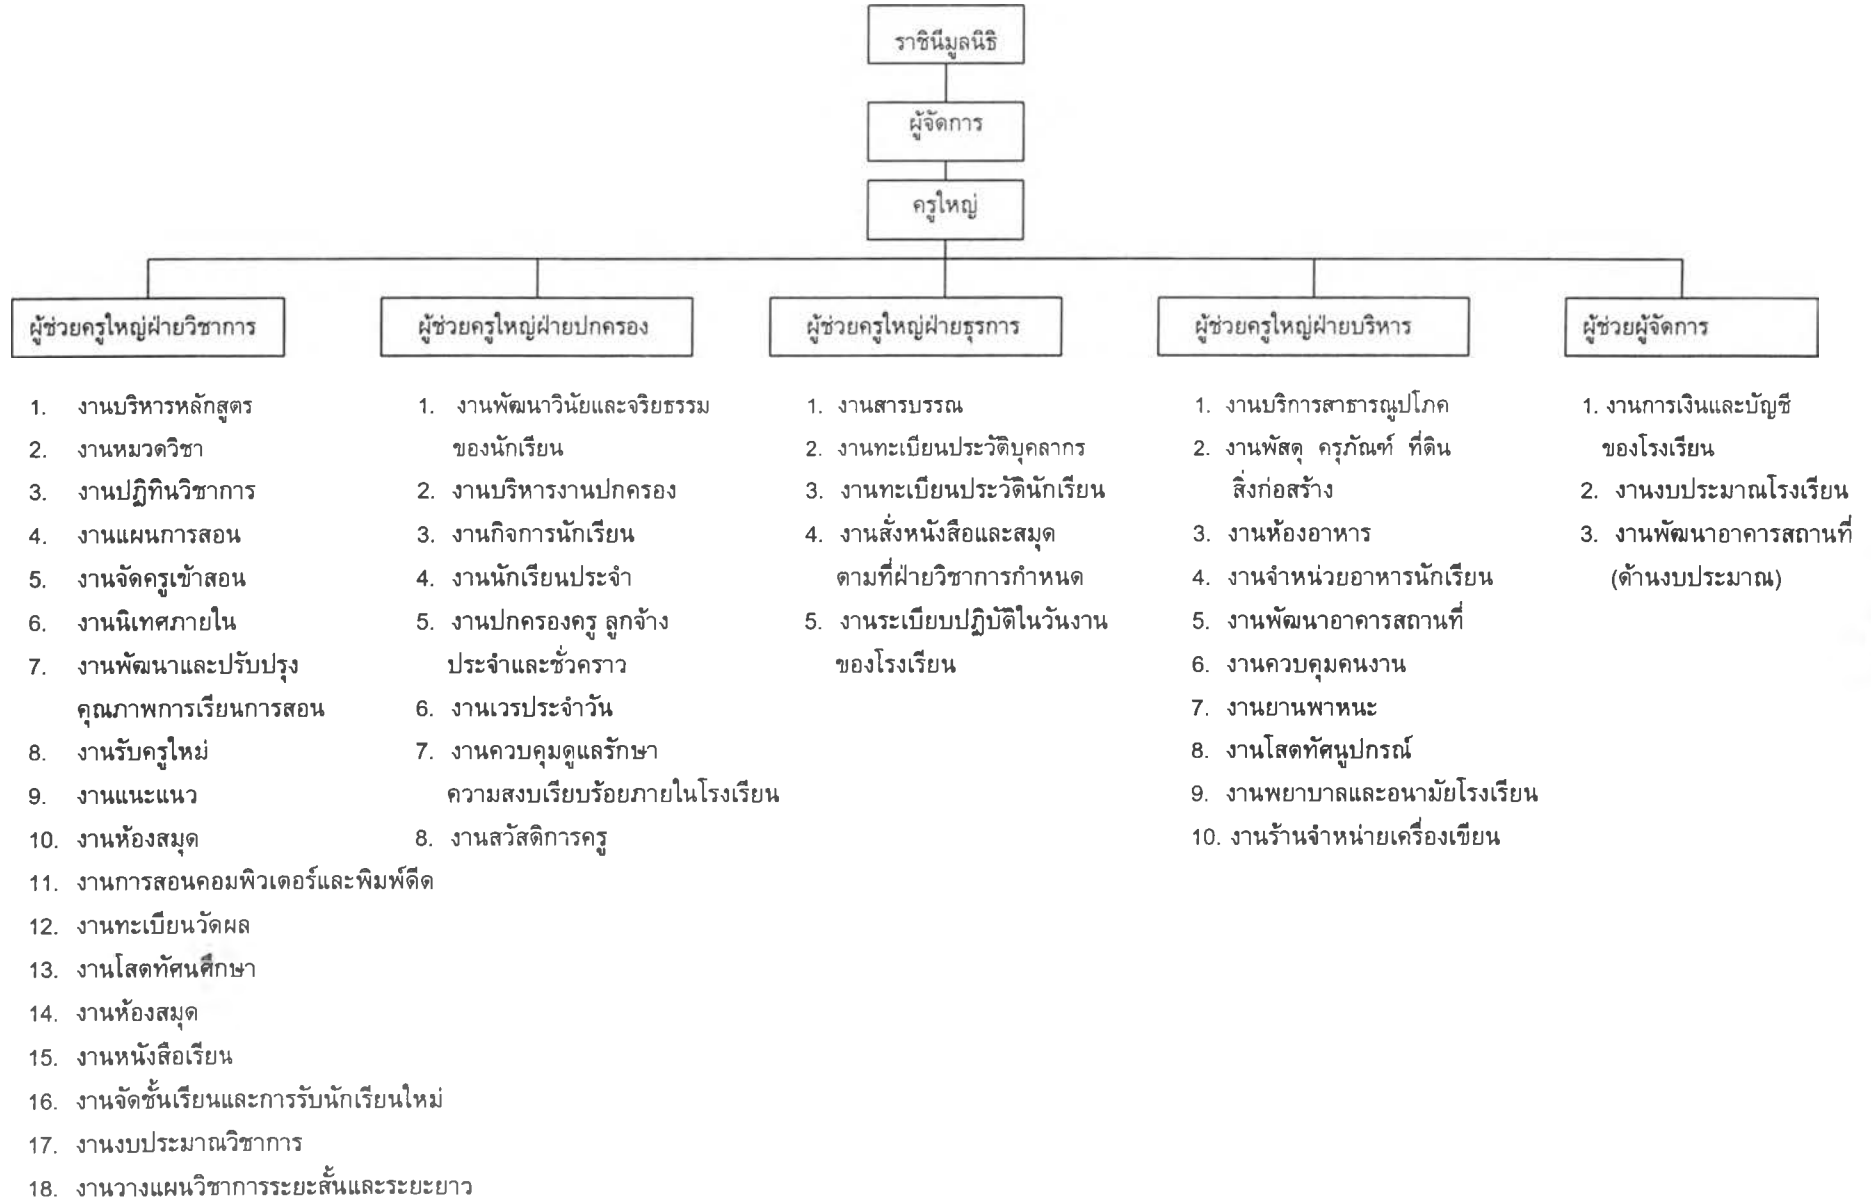 ราชินีมูลนิธิ
ผู้จัดการ
ครูใหญ่
ผู้ช่วยครูใหญ่ฝ่ายวิชาการ
1. งานบริหารหลักสูตร
2. งานหมวดวิชา
3. งานปฏิทินวิชาการ
4. งานแผนการสอน
5. งานจัดครูเข้าสอน
6. งานนิเทศภายใน
7. งานพัฒนาและปรับปรุง
คุณภาพการเรียนการสอน
8. งานรับครูใหม่
9. งานแนะแนว
10. งานห้องสมุด
11. งานการสอนคอมพิวเตอร์และพิมพ์ดีด
12. งานทะเบียนวัดผล
13. งานโสตทัศนศึกษา
14. งานห้องสมุด
15. งานหนังสือเรียน
16. งานจัดชั้นเรียนและการรับนักเรียนใหม่
17. งานงบประมาณวิชาการ
18. งานวางแผนวิชาการระยะสั้นและระยะยาว
ผู้ช่วยครูใหญ่ฝ่ายปกครอง
1. งานพัฒนาวินัยและจริยธรรม
ของนักเรียน
2. งานบริหารงานปกครอง
3. งานกิจการนักเรียน
4. งานนักเรียนประจำ
5. งานปกครองครู ลูกจ้าง
ประจำและชั่วคราว
6. งานเวรประจำวัน
7. งานควบคุมดูแลรักษา
ความสงบเรียบร้อยภายในโรงเรียน
8. งานสวัสดิการครู
ผู้ช่วยครูใหญ่ฝ่ายธุรการ
1. งานสารบรรณ
2. งานทะเบียนประวัติบุคลากร
3. งานทะเบียนประวัตินักเรียน
4. งานสั่งหนังสือและสมุด
ตามที่ฝ่ายวิชาการกำหนด
5. งานระเบียบปฏิบัติในวันงาน
ของโรงเรียน
ผู้ช่วยครูใหญ่ฝ่ายบริหาร
1. งานบริการสาธารณูปโภค
2. งานพัสดุ ครุภัณฑ์ ที่ดิน
สิ่งก่อสร้าง
3. งานห้องอาหาร
4. งานจำหน่วยอาหารนักเรียน
5. งานพัฒนาอาคารสถานที่
6. งานควบคุมคนงาน
7. งานยานพาหนะ
8. งานโสตทัศนูปกรณ์
9. งานพยาบาลและอนามัยโรงเรียน
10. งานร้านจำหน่ายเครื่องเขียน
ผู้ช่วยผู้จัดการ
1. งานการเงินและบัญชี
ของโรงเรียน
2. งานงบประมาณโรงเรียน
3. งานพัฒนาอาคารสถานที่
(ด้านงบประมาณ)